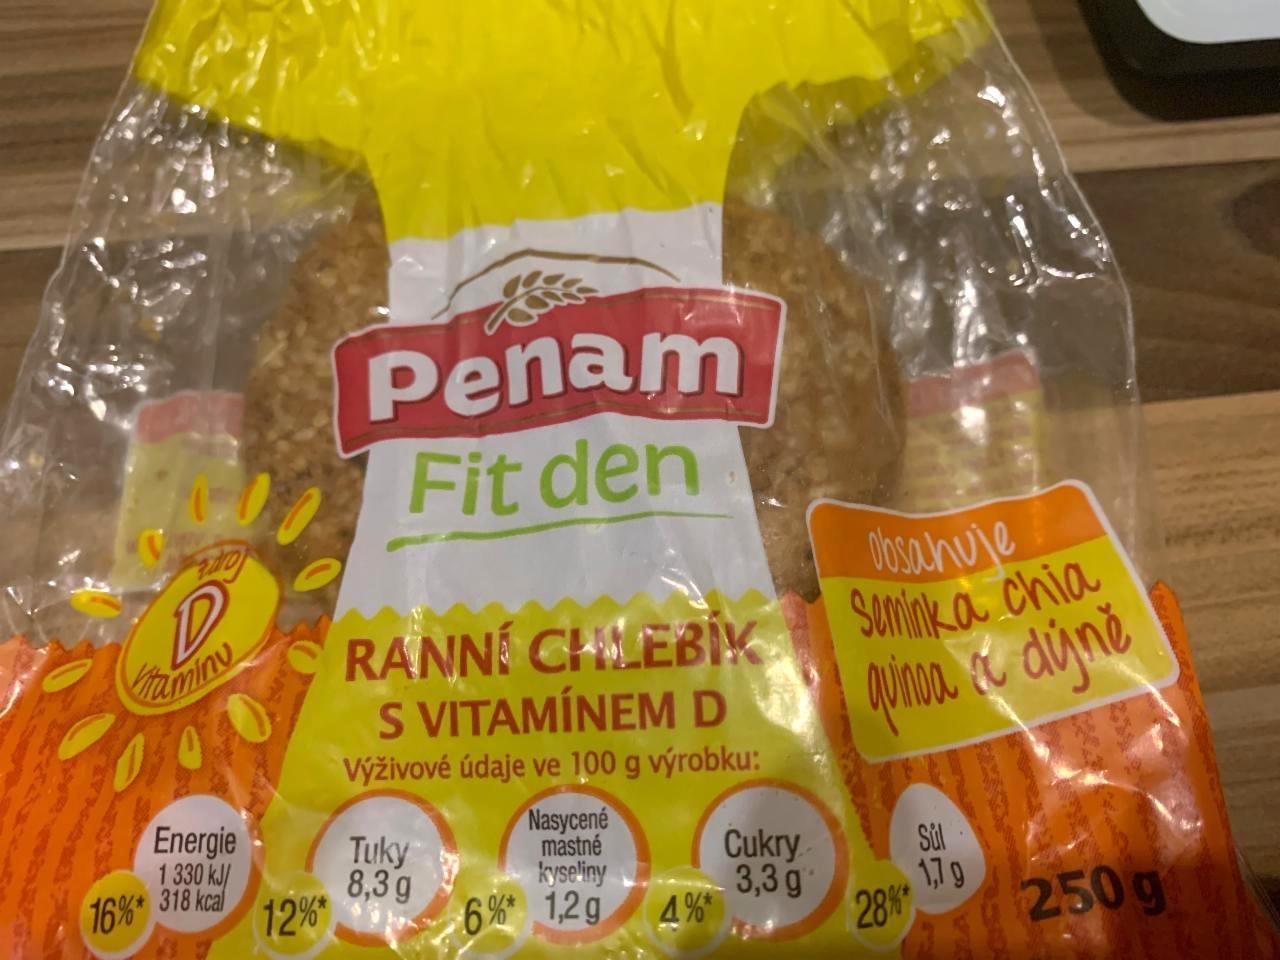 Penam
Fit den
zdroj
D
vitamínu
obsahuje
semínka chia
quinoa a dýně
RANNÍ CHLEBÍK
S VITAMÍNEM D
Výživové údaje ve 100 g výrobku:
Energie
1 330 kJ/
318 kcal
16%*
Tuky
8,3 g
12%*
Nasycené
mastné
kyseliny
1,2 g
6%*
Cukry
3,3 g
4%*
Sůl
1,7 g
28%*
250 g